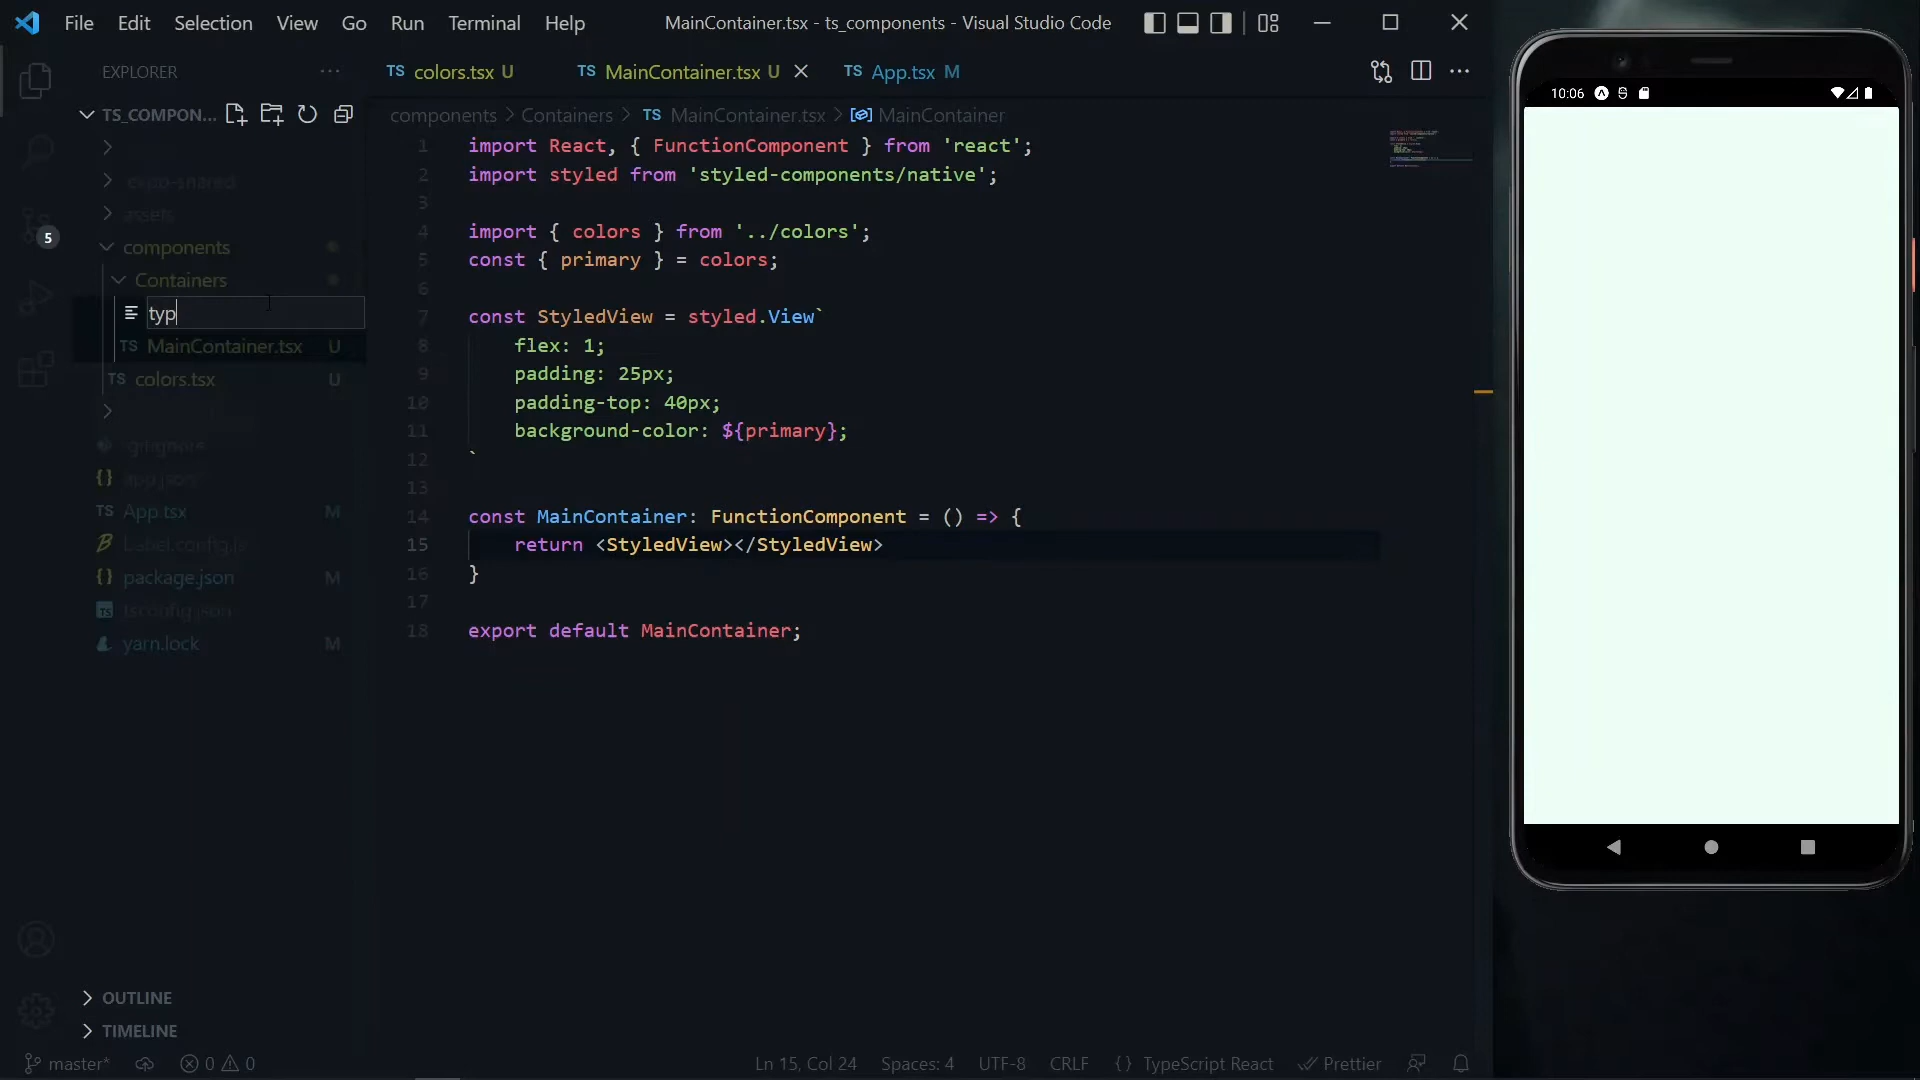 File Edit Selection View Go Run Terminal Help
MainContainer.tsx - ts_components - Visual Studio Code
EXPLORER
TS_COMPON...
.expo-shared
assets
components
Containers
typ
TS MainContainer.tsx U
TS colors.tsx U
.gitignore
{} app.json
TS App.tsx M
babel.config.js
{} package.json M
TS tsconfig.json
yarn.lock M
OUTLINE
TIMELINE
5
TS colors.tsx U
TS MainContainer.tsx U
TS App.tsx M
components > Containers > TS MainContainer.tsx > MainContainer
1 import React, { FunctionComponent } from 'react';
2 import styled from 'styled-components/native';
3
4 import { colors } from '../colors';
5 const { primary } = colors;
6
7 const StyledView = styled.View`
8 flex: 1;
9 padding: 25px;
10 padding-top: 40px;
11 background-color: ${primary};
12 `
13
14 const MainContainer: FunctionComponent = () => {
15 return <StyledView></StyledView>
16 }
17
18 export default MainContainer;
10:06
master* 0 0
Ln 15, Col 24 Spaces: 4 UTF-8 CRLF {} TypeScript React Prettier